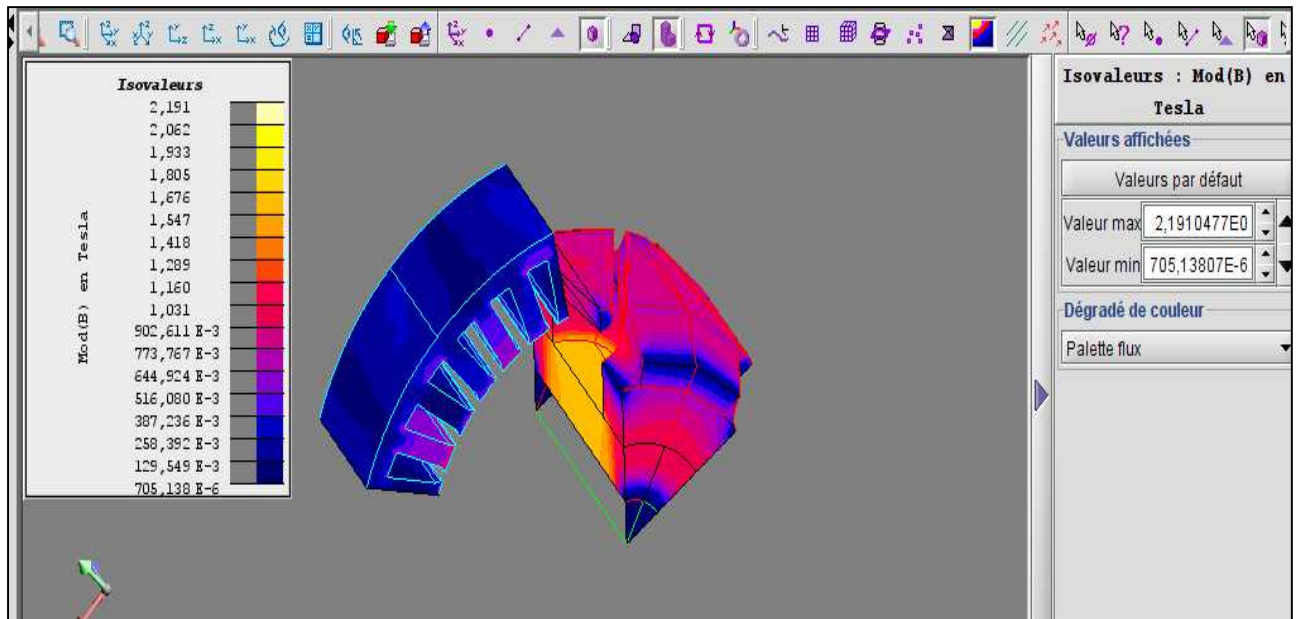 Isovaleurs
2,191
2,062
1,933
1,805
1,676
1,547
1,418
1,289
1,160
1,031
902,611 E-3
773,767 E-3
644,924 E-3
516,080 E-3
387,236 E-3
258,392 E-3
129,549 E-3
705,138 E-6
Mod(B) en Tesla
Isovaleurs : Mod(B) en
Tesla
Valeurs affichées
Valeurs par défaut
Valeur max 2,1910477E0
Valeur min 705,13807E-6
Dégradé de couleur
Palette flux